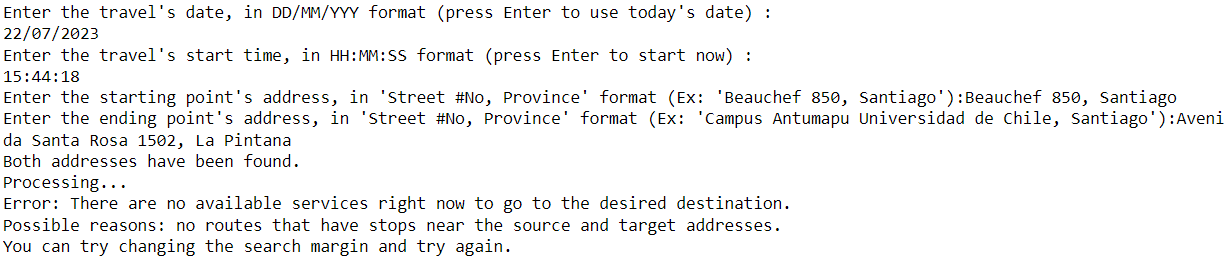 Enter the travel's date, in DD/MM/YYY format (press Enter to use today's date) :
22/07/2023
Enter the travel's start time, in HH:MM:SS format (press Enter to start now) :
15:44:18
Enter the starting point's address, in 'Street #No, Province' format (Ex: 'Beauchef 850, Santiago'):Beauchef 850, Santiago
Enter the ending point's address, in 'Street #No, Province' format (Ex: 'Campus Antumapu Universidad de Chile, Santiago'):Aveni
da Santa Rosa 1502, La Pintana
Both addresses have been found.
Processing...
Error: There are no available services right now to go to the desired destination.
Possible reasons: no routes that have stops near the source and target addresses.
You can try changing the search margin and try again.